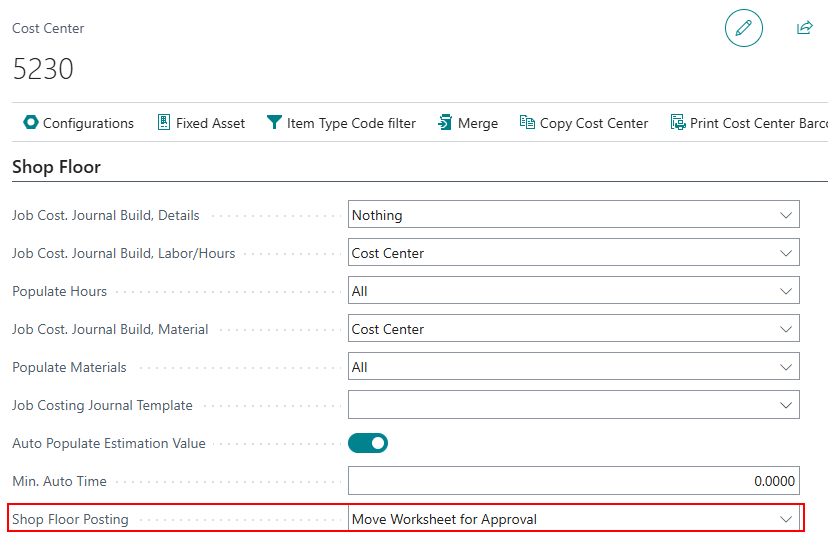 Cost Center
5230
Configurations Fixed Asset Item Type Code filter Merge Copy Cost Center Print Cost Center Barco
Shop Floor
Job Cost. Journal Build, Details Nothing
Job Cost. Journal Build, Labor/Hours Cost Center
Populate Hours All
Job Cost. Journal Build, Material Cost Center
Populate Materials All
Job Costing Journal Template
Auto Populate Estimation Value
Min. Auto Time 0.0000
Shop Floor Posting Move Worksheet for Approval